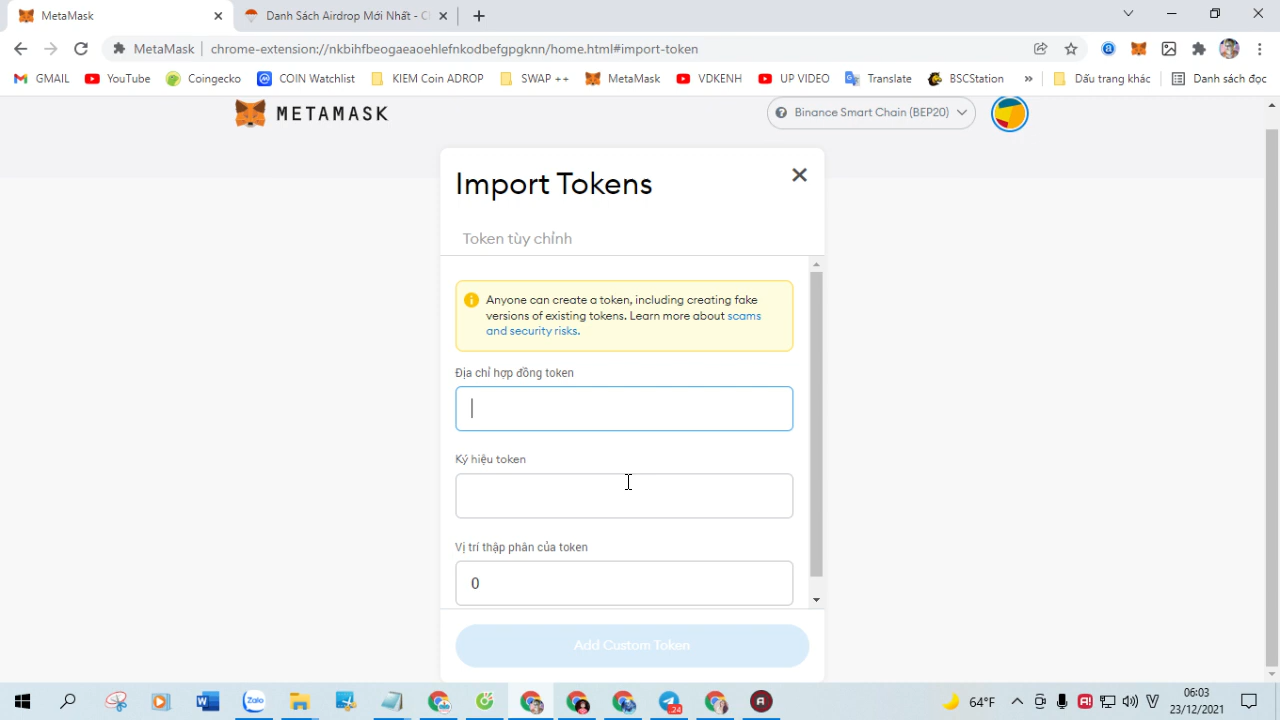 MetaMask
Danh Sách Airdrop Mới Nhất - C
MetaMask
chrome-extension://nkbihfbeogaeaoehlefnkodbefgpgknn/home.html#import-token
GMAIL
YouTube
Coingecko
COIN Watchlist
KIEM Coin ADROP
SWAP ++
MetaMask
VDKENH
UP VIDEO
Translate
BSCStation
»
Dấu trang khác
Danh sách đọc
METAMASK
Binance Smart Chain (BEP20)
Import Tokens
Token tùy chỉnh
Anyone can create a token, including creating fake
versions of existing tokens. Learn more about scams
and security risks.
Địa chỉ hợp đồng token
Ký hiệu token
Vị trí thập phân của token
0
Add Custom Token
Zalo
24
64°F
06:03
23/12/2021